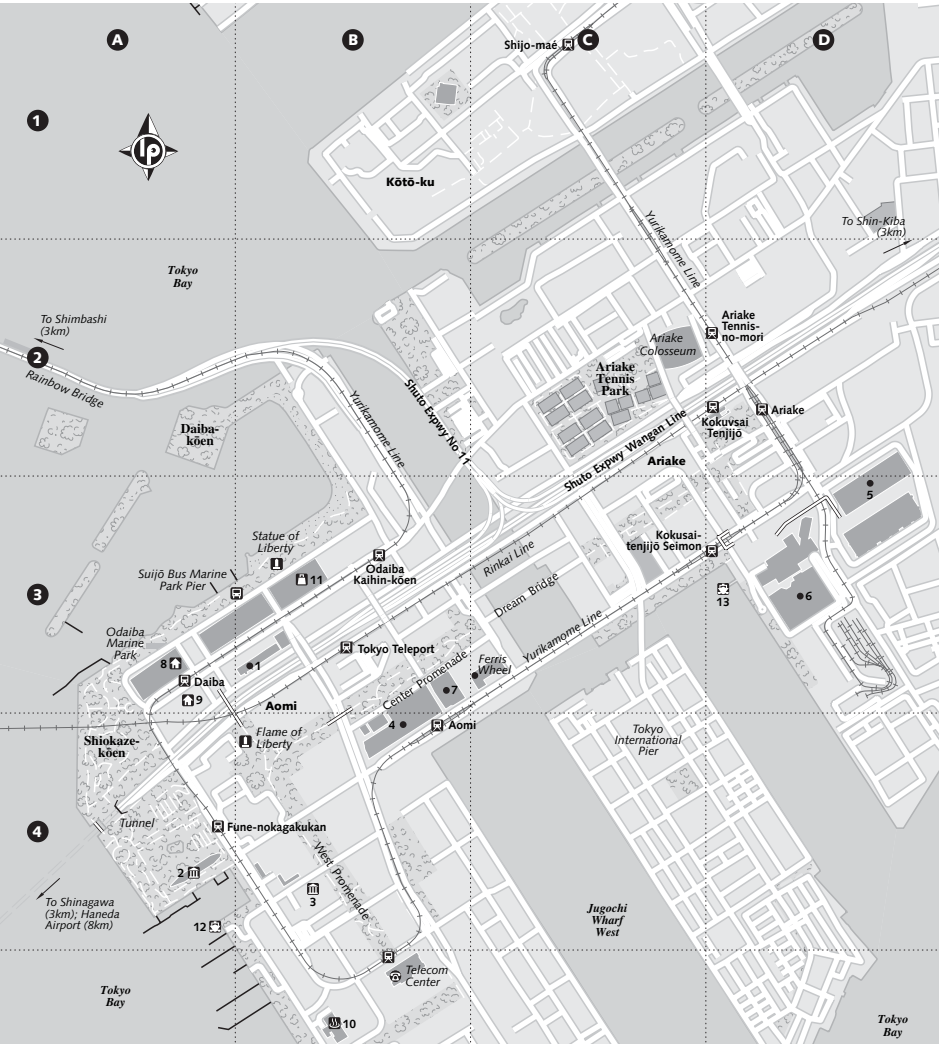 A
B
C
D
Shijo-maé
1
lp
Kōtō-ku
Yurikamome Line
To Shin-Kiba
(3km)
Tokyo
Bay
To Shimbashi
(3km)
2
Rainbow Bridge
Ariake
Tennis-
no-mori
Ariake
Colosseum
Ariake
Tennis
Park
Daiba-
kōen
Yurikamome Line
Shuto Expwy No 11
Shuto Expwy Wangan Line
Kokuvsai
Tenjijō
Ariake
Ariake
5
Statue of
Liberty
11
Odaiba
Kaihin-kōen
Kokusai-
tenjijō Seimon
Rinkai Line
Suijō Bus Marine
Park Pier
3
Dream Bridge
13
6
Yurikamome Line
Odaiba
Marine
Park
8
1
Tokyo Teleport
Center Promenade
Ferris
Wheel
Daiba
9
7
Aomi
4
Aomi
Flame of
Liberty
Shiokaze-
kōen
Tokyo
International
Pier
Tunnel
4
Fune-nokagakukan
West Promenade
2
3
To Shinagawa
(3km); Haneda
Airport (8km)
12
Jugochi
Wharf
West
Telecom
Center
Tokyo
Bay
10
Tokyo
Bay